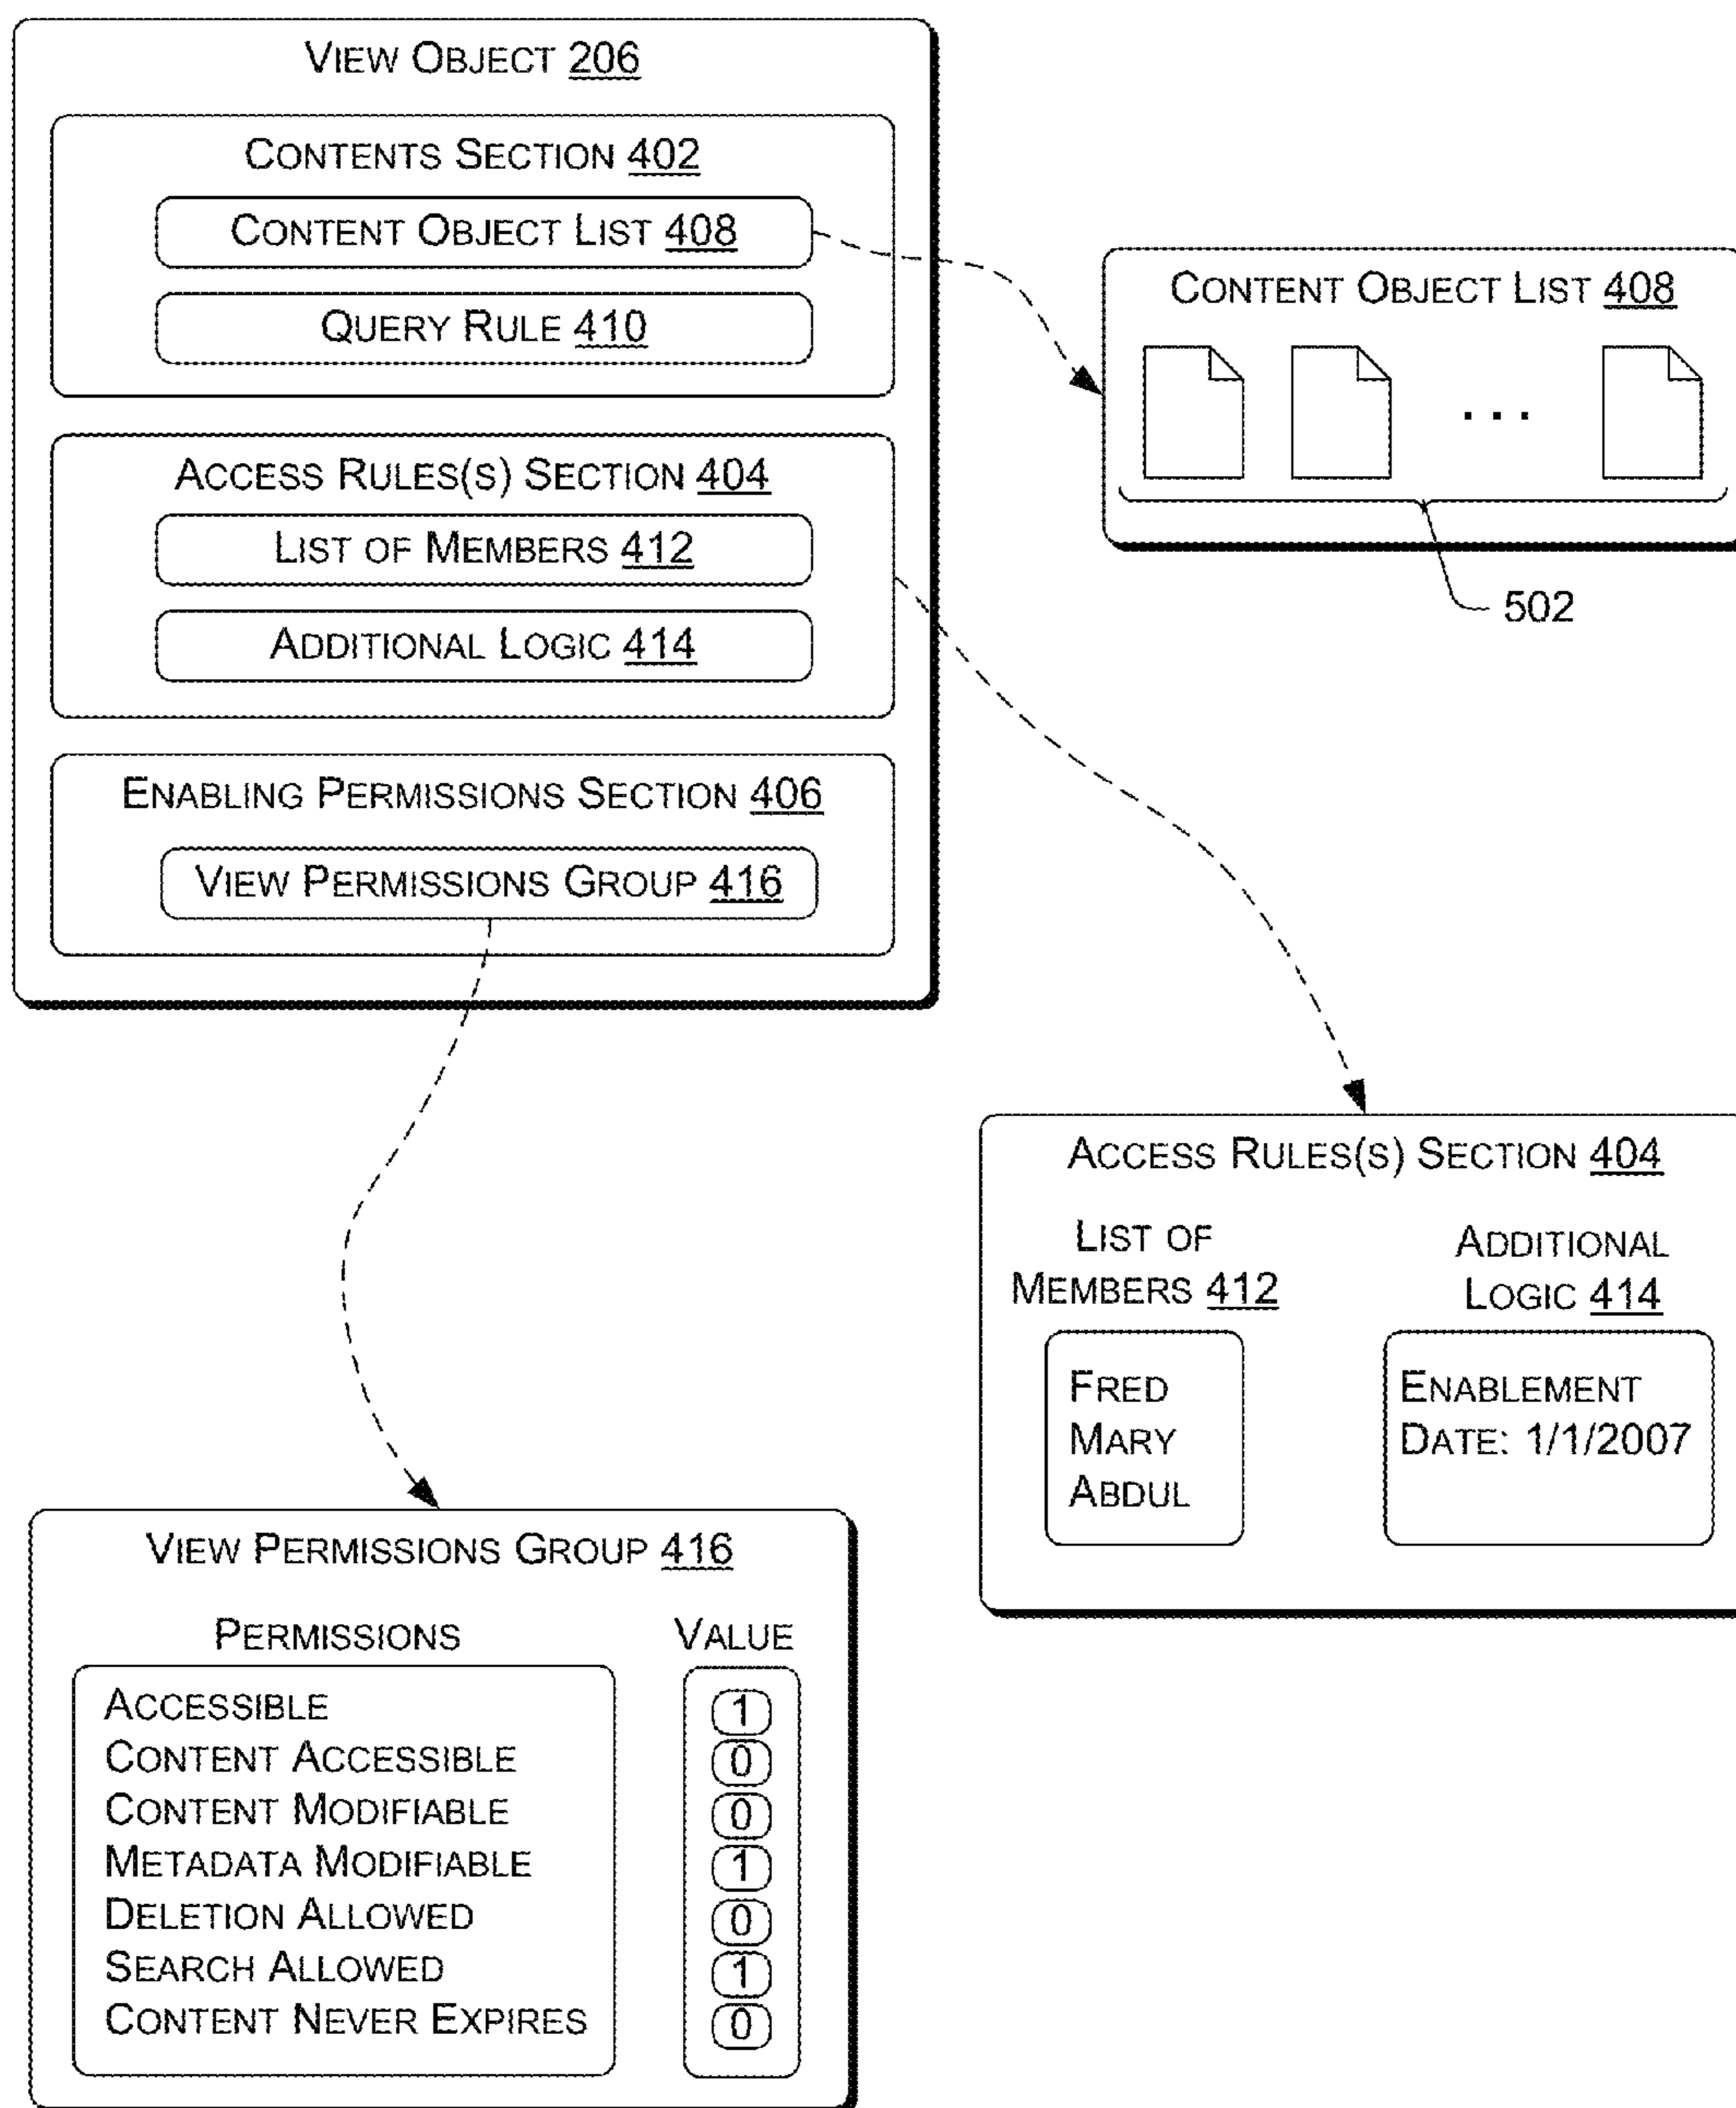 VIEW OBJECT 206
CONTENTS SECTION 402
CONTENT OBJECT LIST 408
QUERY RULE 410
ACCESS RULES(S) SECTION 404
LIST OF MEMBERS 412
ADDITIONAL LOGIC 414
ENABLING PERMISSIONS SECTION 406
VIEW PERMISSIONS GROUP 416
CONTENT OBJECT LIST 408
. . .
502
ACCESS RULES(S) SECTION 404
LIST OF
MEMBERS 412
FRED
MARY
ABDUL
ADDITIONAL
LOGIC 414
ENABLEMENT
DATE: 1/1/2007
VIEW PERMISSIONS GROUP 416
PERMISSIONS VALUE
ACCESSIBLE 1
CONTENT ACCESSIBLE 0
CONTENT MODIFIABLE 0
METADATA MODIFIABLE 1
DELETION ALLOWED 0
SEARCH ALLOWED 1
CONTENT NEVER EXPIRES 0